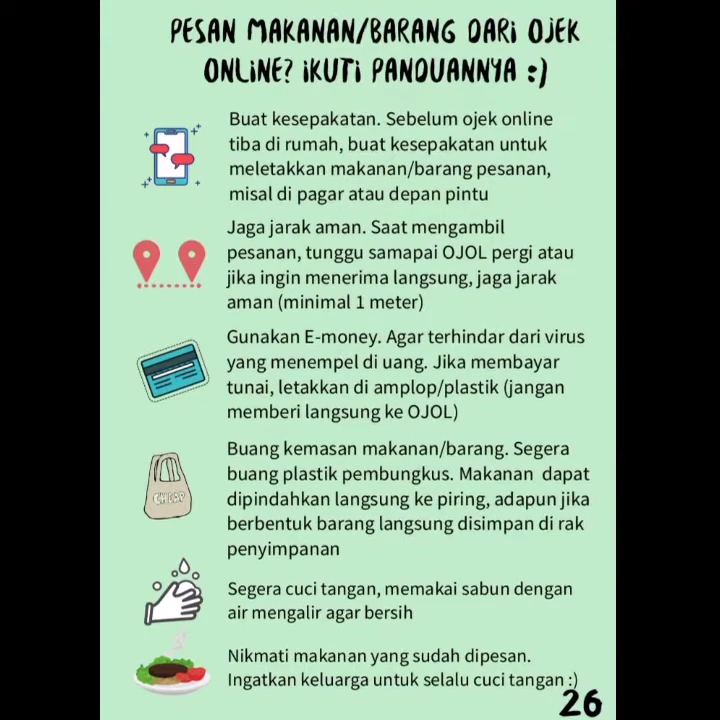 PESAN MAKANAN/BARANG DARI OJEK
ONLINE? IKUTI PANDUANNYA :)
Buat kesepakatan. Sebelum ojek online
tiba di rumah, buat kesepakatan untuk
meletakkan makanan/barang pesanan,
misal di pagar atau depan pintu
Jaga jarak aman. Saat mengambil
pesanan, tunggu samapai OJOL pergi atau
jika ingin menerima langsung, jaga jarak
aman (minimal 1 meter)
Gunakan E-money. Agar terhindar dari virus
yang menempel di uang. Jika membayar
tunai, letakkan di amplop/plastik (jangan
memberi langsung ke OJOL)
Buang kemasan makanan/barang. Segera
buang plastik pembungkus. Makanan dapat
dipindahkan langsung ke piring, adapun jika
berbentuk barang langsung disimpan di rak
penyimpanan
CHEAP
Segera cuci tangan, memakai sabun dengan
air mengalir agar bersih
Nikmati makanan yang sudah dipesan.
Ingatkan keluarga untuk selalu cuci tangan :)
26